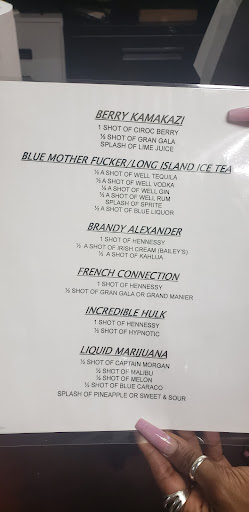 BERRY KAMAKAZI
1 SHOT OF CIROC BERRY
½ SHOT OF GRAN GALA
SPLASH OF LIME JUICE
BLUE MOTHER FUCKER/LONG ISLAND ICE TEA
½ A SHOT OF WELL TEQUILA
½ A SHOT OF WELL VODKA
½ A SHOT OF WELL GIN
½ A SHOT OF WELL RUM
SPLASH OF SPRITE
½ A SHOT OF BLUE LIQUOR
BRANDY ALEXANDER
1 SHOT OF HENNESSY
½ A SHOT OF IRISH CREAM (BAILEY'S)
½ A SHOT OF KAHLUA
FRENCH CONNECTION
1 SHOT OF HENNESSY
½ SHOT OF GRAN GALA OR GRAND MANIER
INCREDIBLE HULK
1 SHOT OF HENNESSY
½ SHOT OF HYPNOTIC
LIQUID MARIJUANA
½ SHOT OF CAPTAIN MORGAN
½ SHOT OF MALIBU
½ SHOT OF MELON
½ SHOT OF BLUE CARACO
SPLASH OF PINEAPPLE OR SWEET & SOUR